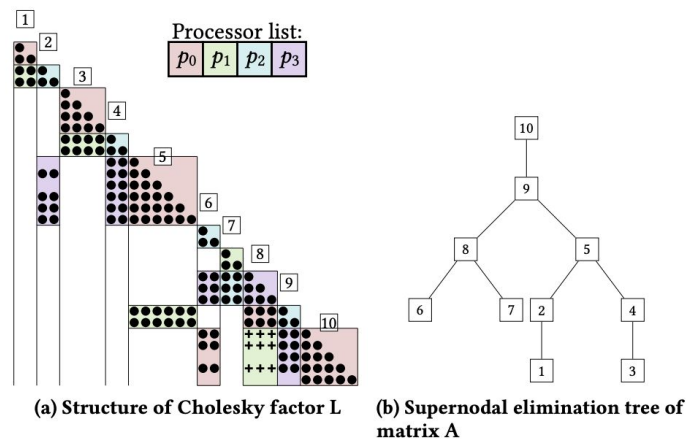 1
2
Processor list:
p0 p1 p2 p3
3
4
5
6
7
8
9
10
10
9
8 5
6 7 2 4
1 3
(a) Structure of Cholesky factor L
(b) Supernodal elimination tree of
matrix A